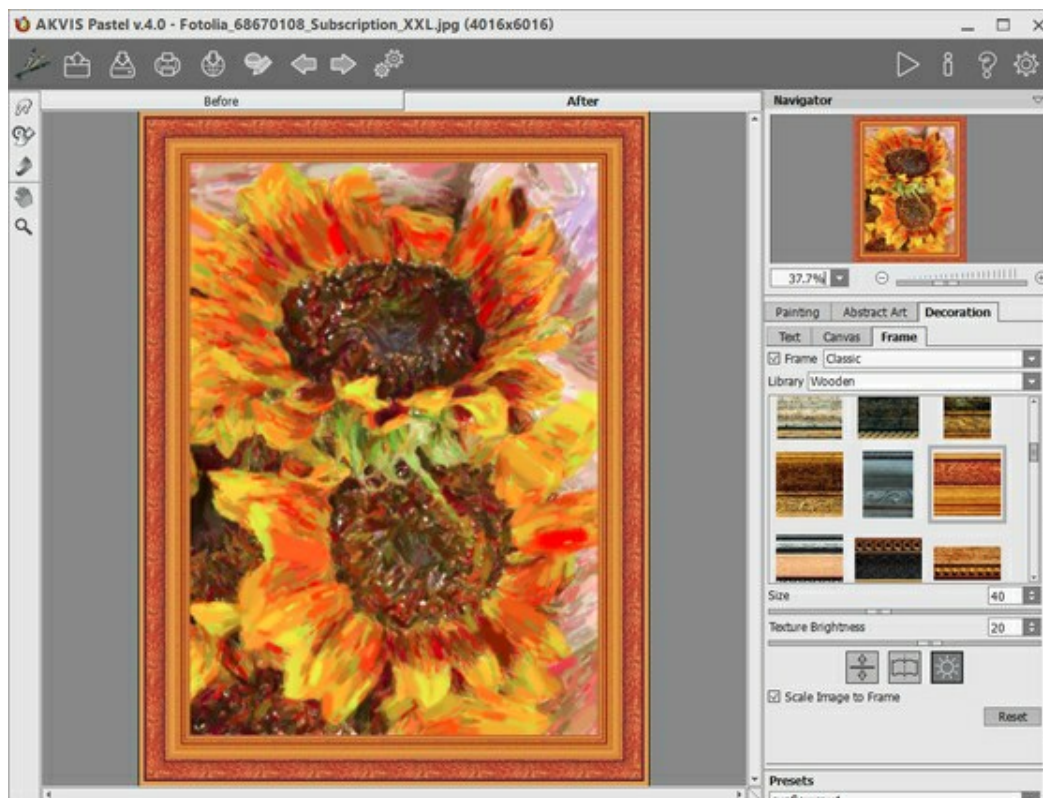 AKVIS Pastel v.4.0 - Fotolia_68670108_Subscription_XXL.jpg (4016x6016)
Before
After
Navigator
37.7%
Painting
Abstract Art
Decoration
Text
Canvas
Frame
Frame
Classic
Library
Wooden
Size
40
Texture Brightness
20
Scale Image to Frame
Reset
Presets